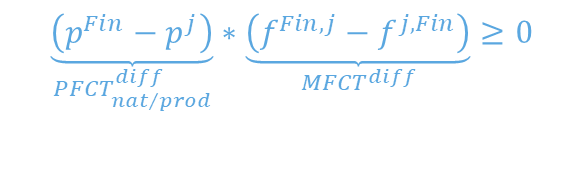 (p^{Fin} − p^{j}) * (f^{Fin,j} − f^{j,Fin}) ≥ 0
PFCT^{diff}_{nat/prod} MFCT^{diff}